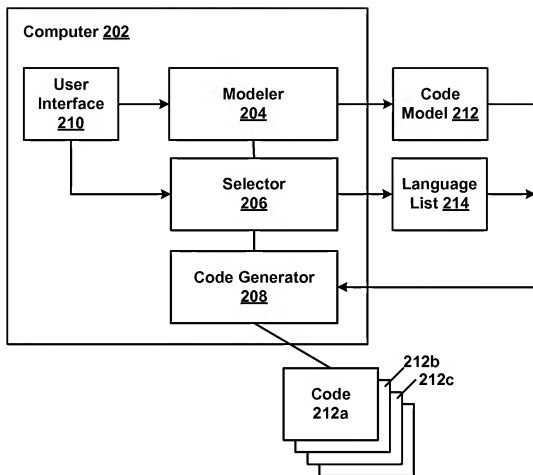 Computer 202
User
Interface
210
Modeler
204
Code
Model 212
Selector
206
Language
List 214
Code Generator
208
212b
212c
Code
212a